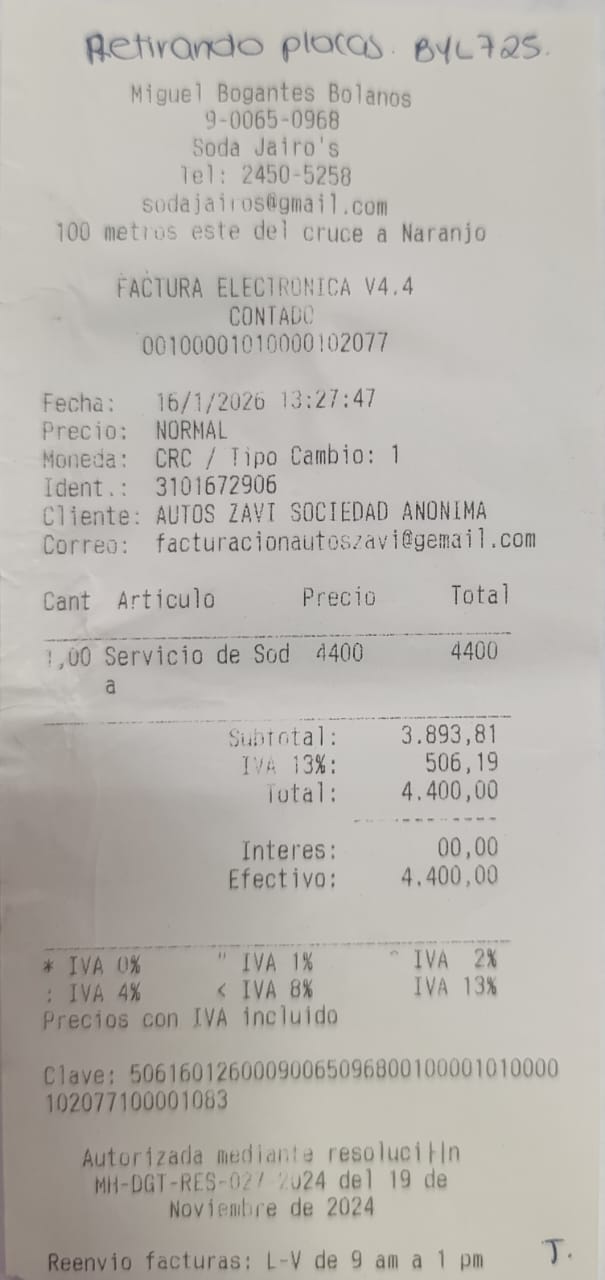 Retirando placas. BYL725.
Miguel Bogantes Bolanos
9-0065-0968
Soda Jairo's
Tel: 2450-5258
sodajairos@gmail.com
100 metros este del cruce a Naranjo
FACTURA ELECTRONICA V4.4
CONTADO
00100001010000102077
Fecha: 16/1/2026 13:27:47
Precio: NORMAL
Moneda: CRC / Tipo Cambio: 1
Ident.: 3101672906
Cliente: AUTOS ZAVI SOCIEDAD ANONIMA
Correo: facturacionautoszavi@gemail.com
Cant Articulo Precio Total
1,00 Servicio de Sod 4400 4400
a
Subtotal: 3.893,81
IVA 13%: 506,19
Total: 4.400,00
Interes: 00,00
Efectivo: 4.400,00
* IVA 0% " IVA 1% ^ IVA 2%
: IVA 4% < IVA 8% IVA 13%
Precios con IVA incluido
Clave: 50616012600090065096800100001010000
102077100001083
Autorizada mediante resoluci├n
MH-DGT-RES-027-2024 del 19 de
Noviembre de 2024
Reenvio facturas: L-V de 9 am a 1 pm J.